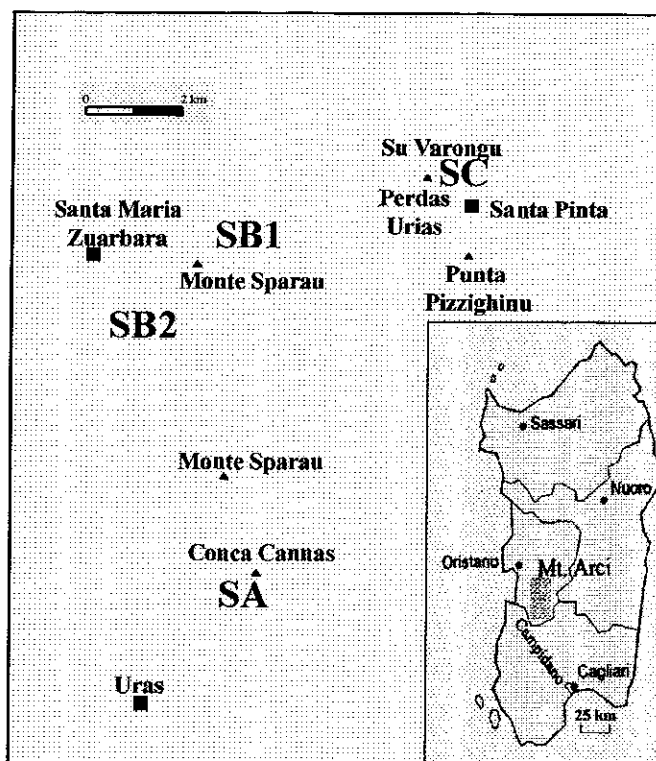 0 2 km
Su Varongu
SC
Perdas
Urias
Santa Pinta
Santa Maria
Zuarbara
SB1
Monte Sparau
Punta
Pizzighinu
SB2
Monte Sparau
Conca Cannas
SA
Uras
Sassari
Nuoro
Oristano
Mt. Arci
Campidano
Cagliari
25 km